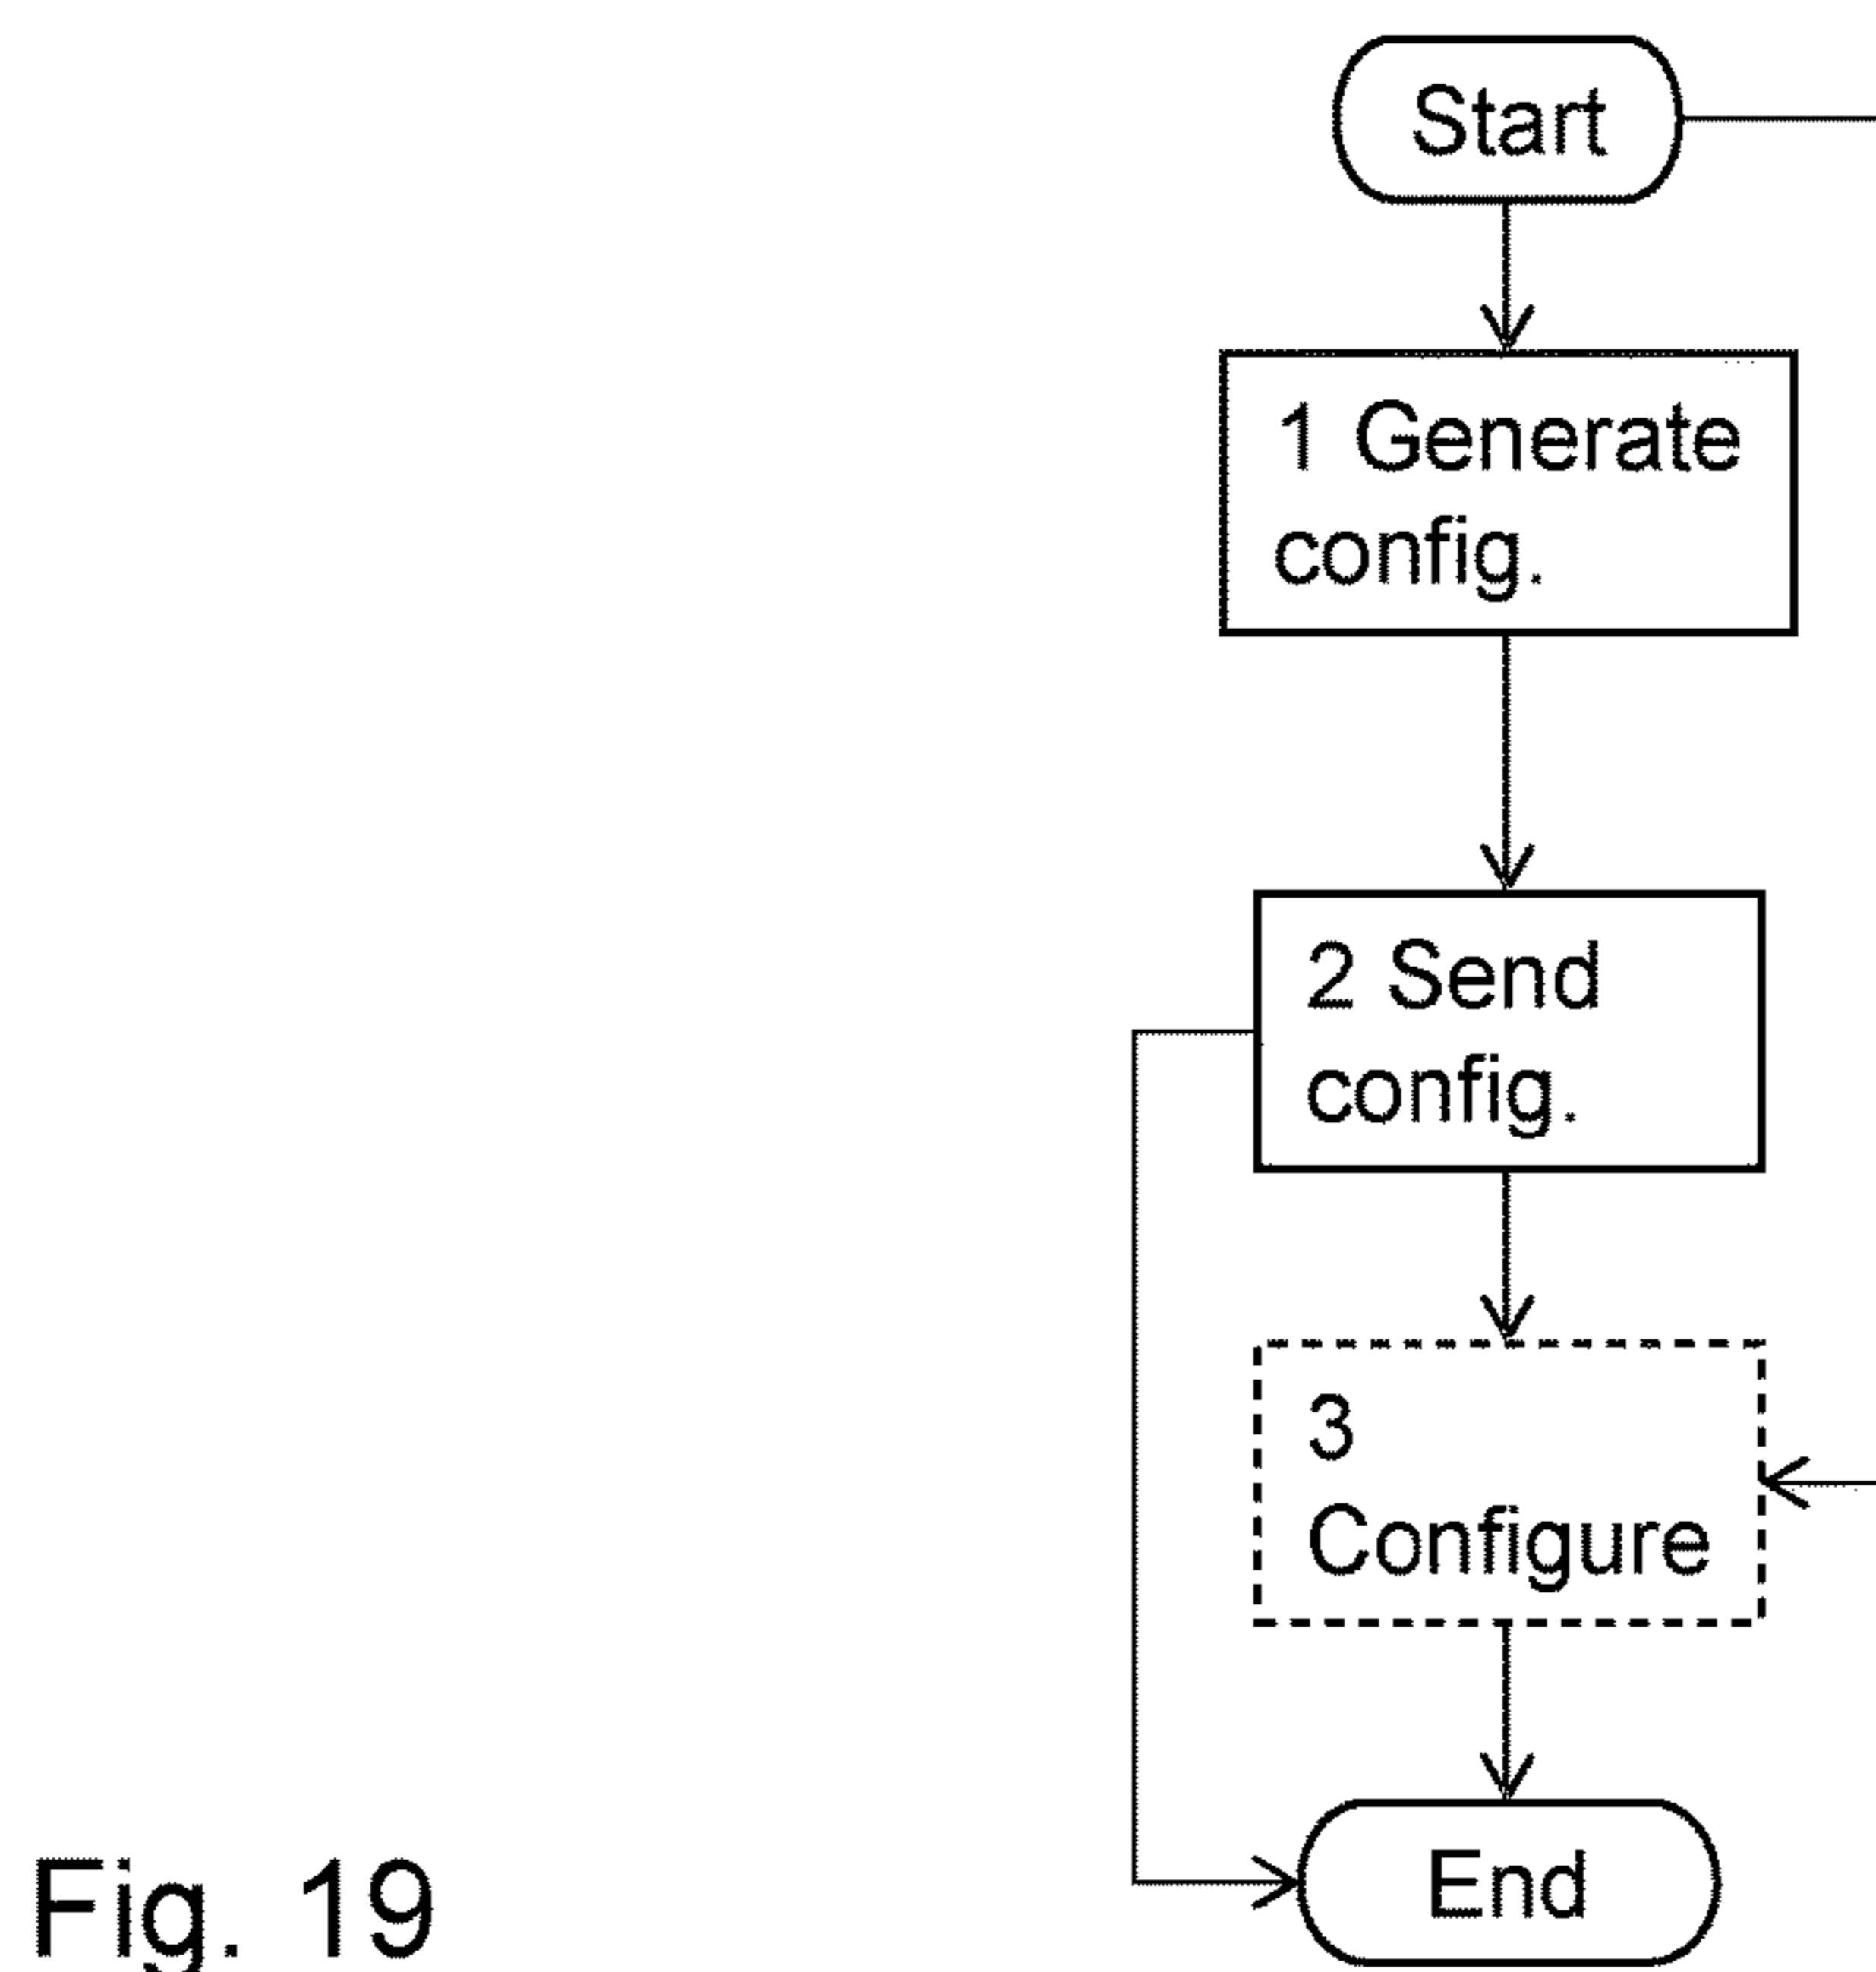 Start
1 Generate
config.
2 Send
config.
3
Configure
End
Fig. 19